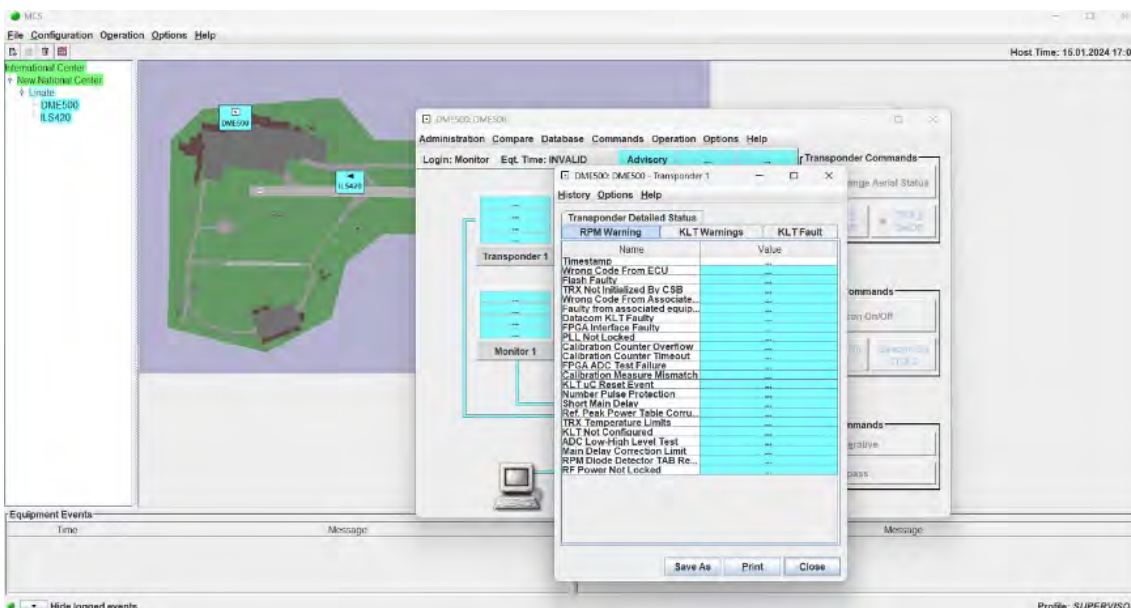 MCS
File Configuration Operation Options Help
Host Time: 15.01.2024 17:0
International Center
New National Center
Linate
DME500
ILS420
DME500
ILS420
DME500: DME500
Administration Compare Database Commands Operation Options Help
Login: Monitor Eqt. Time: INVALID Advisory ... ...
Transponder Commands
Change Aerial Status
...
...
...
Transponder 1
...
...
...
Monitor 1
On/Off
DME500: DME500 - Transponder 1
History Options Help
Transponder Detailed Status
RPM Warning KLT Warnings KLT Fault
Name Value
Timestamp ...
Wrong Code From ECU ...
Flash Faulty ...
TRX Not Initialized By CSB ...
Wrong Code From Associate... ...
Faulty from associated equip... ...
Datacom KLT Faulty ...
FPGA Interface Faulty ...
PLL Not Locked ...
Calibration Counter Overflow ...
Calibration Counter Timeout ...
FPGA ADC Test Failure ...
Calibration Measure Mismatch ...
KLT uC Reset Event ...
Number Pulse Protection ...
Short Main Delay ...
Ref. Peak Power Table Corru... ...
TRX Temperature Limits ...
KLT Not Configured ...
ADC Low-High Level Test ...
Main Delay Correction Limit ...
RPM Diode Detector TAB Re... ...
RF Power Not Locked ...
Save As Print Close
Equipment Events
Time Message Message
Hide logged events
Profile: SUPERVISO